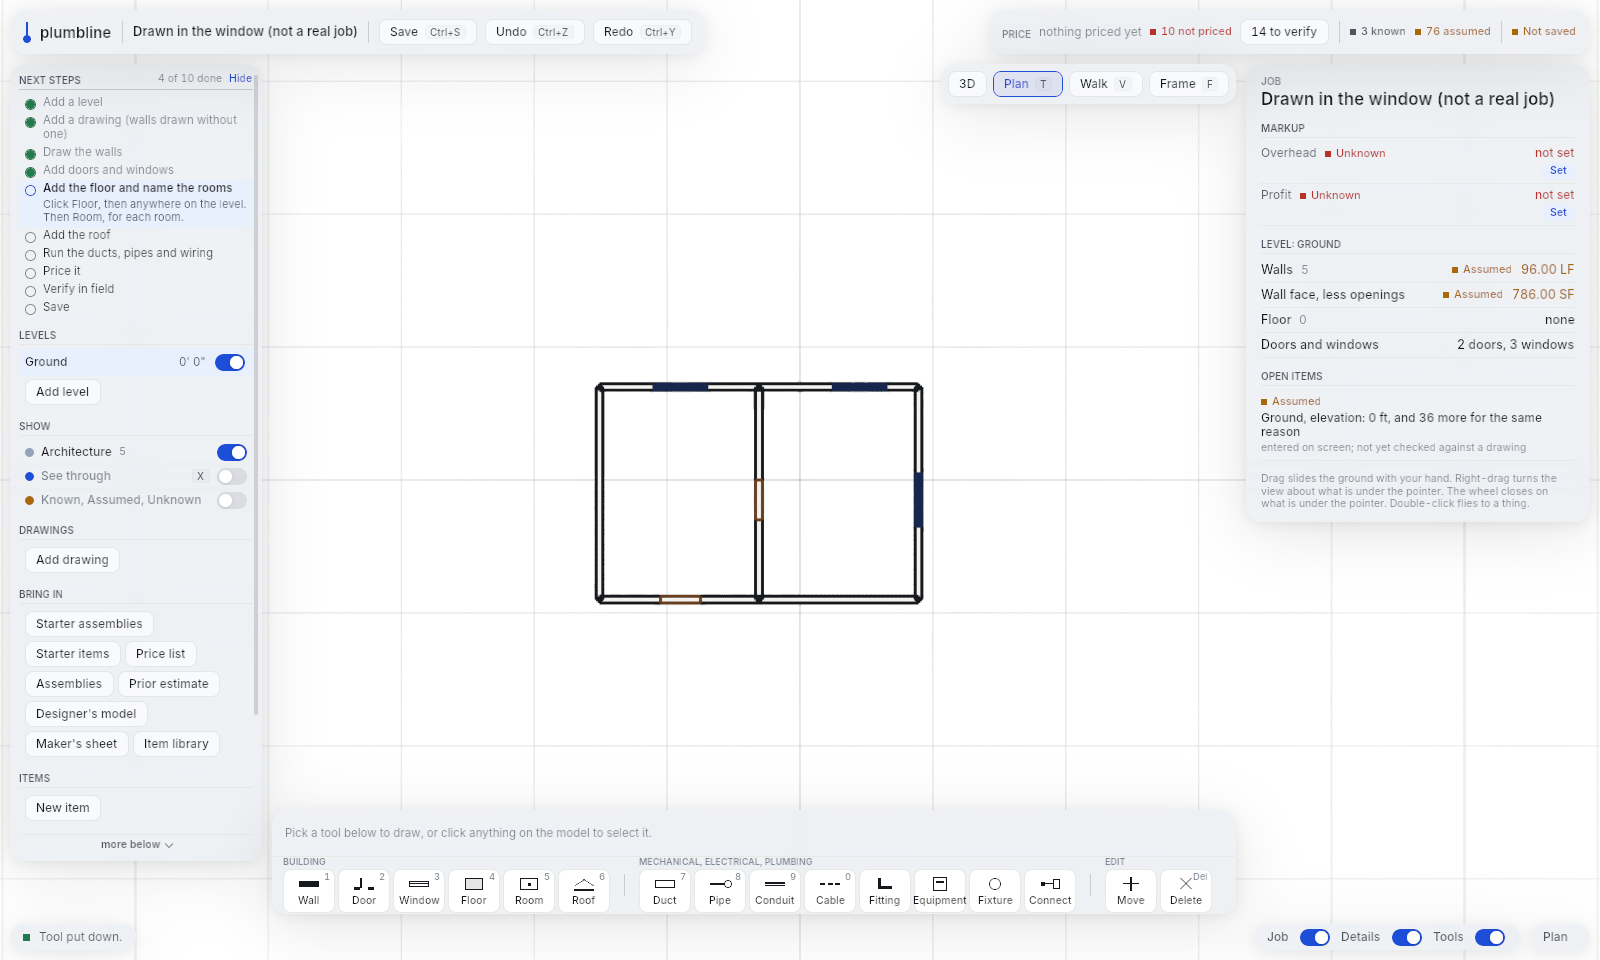 plumbline
Drawn in the window (not a real job)
Save Ctrl+S
Undo Ctrl+Z
Redo Ctrl+Y
PRICE nothing priced yet 10 not priced 14 to verify 3 known 76 assumed Not saved
NEXT STEPS 4 of 10 done Hide
Add a level
Add a drawing (walls drawn without
one)
Draw the walls
Add doors and windows
Add the floor and name the rooms
Click Floor, then anywhere on the level.
Then Room, for each room.
Add the roof
Run the ducts, pipes and wiring
Price it
Verify in field
Save
LEVELS
Ground 0' 0"
Add level
SHOW
Architecture 5
See through X
Known, Assumed, Unknown
DRAWINGS
Add drawing
BRING IN
Starter assemblies
Starter items Price list
Assemblies Prior estimate
Designer's model
Maker's sheet Item library
ITEMS
New item
more below
3D Plan T Walk V Frame F
JOB
Drawn in the window (not a real job)
MARKUP
Overhead Unknown not set
Set
Profit Unknown not set
Set
LEVEL: GROUND
Walls 5 Assumed 96.00 LF
Wall face, less openings Assumed 786.00 SF
Floor 0 none
Doors and windows 2 doors, 3 windows
OPEN ITEMS
Assumed
Ground, elevation: 0 ft, and 36 more for the same
reason
entered on screen; not yet checked against a drawing
Drag slides the ground with your hand. Right-drag turns the
view about what is under the pointer. The wheel closes on
what is under the pointer. Double-click flies to a thing.
Pick a tool below to draw, or click anything on the model to select it.
BUILDING MECHANICAL, ELECTRICAL, PLUMBING EDIT
1 2 3 4 5 6 7 8 9 0 Del
Wall Door Window Floor Room Roof Duct Pipe Conduit Cable Fitting Equipment Fixture Connect Move Delete
Tool put down.
Job Details Tools Plan